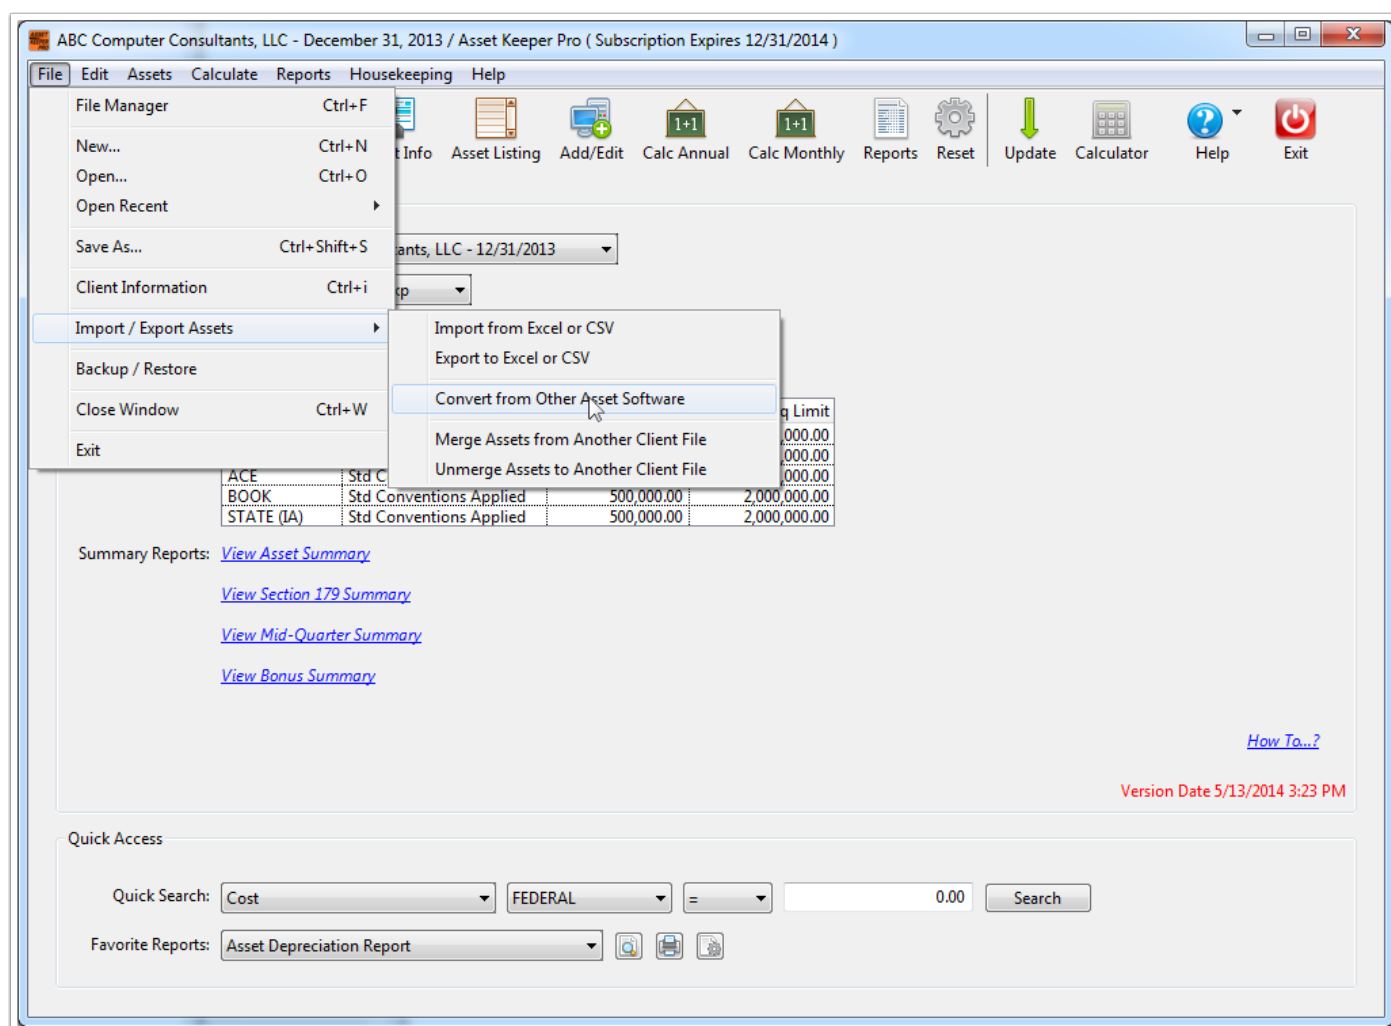 ABC Computer Consultants, LLC - December 31, 2013 / Asset Keeper Pro ( Subscription Expires 12/31/2014 )
File Edit Assets Calculate Reports Housekeeping Help
File Manager Ctrl+F
New... Ctrl+N
Open... Ctrl+O
Open Recent
Save As... Ctrl+Shift+S
Client Information Ctrl+i
Import / Export Assets
Backup / Restore
Close Window Ctrl+W
Exit
Info Asset Listing Add/Edit Calc Annual Calc Monthly Reports Reset Update Calculator Help Exit
LLC - 12/31/2013
Import from Excel or CSV
Export to Excel or CSV
Convert from Other Asset Software
Merge Assets from Another Client File
Unmerge Assets to Another Client File
Limit
ACE Std
BOOK Std Conventions Applied 500,000.00 2,000,000.00
STATE (IA) Std Conventions Applied 500,000.00 2,000,000.00
Summary Reports: View Asset Summary
View Section 179 Summary
View Mid-Quarter Summary
View Bonus Summary
How To...?
Version Date 5/13/2014 3:23 PM
Quick Access
Quick Search: Cost FEDERAL = 0.00 Search
Favorite Reports: Asset Depreciation Report